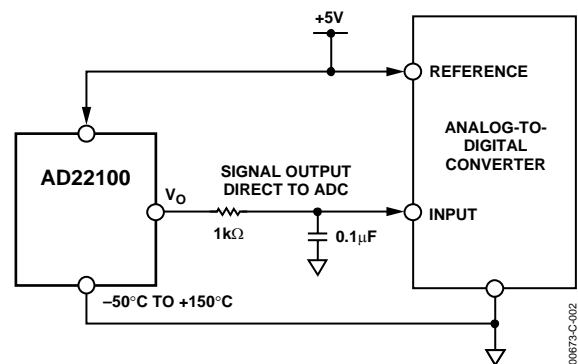 +5V
REFERENCE
ANALOG-TO-
DIGITAL
CONVERTER
AD22100
VO
SIGNAL OUTPUT
DIRECT TO ADC
INPUT
1kΩ
0.1μF
–50°C TO +150°C
00673-C-002